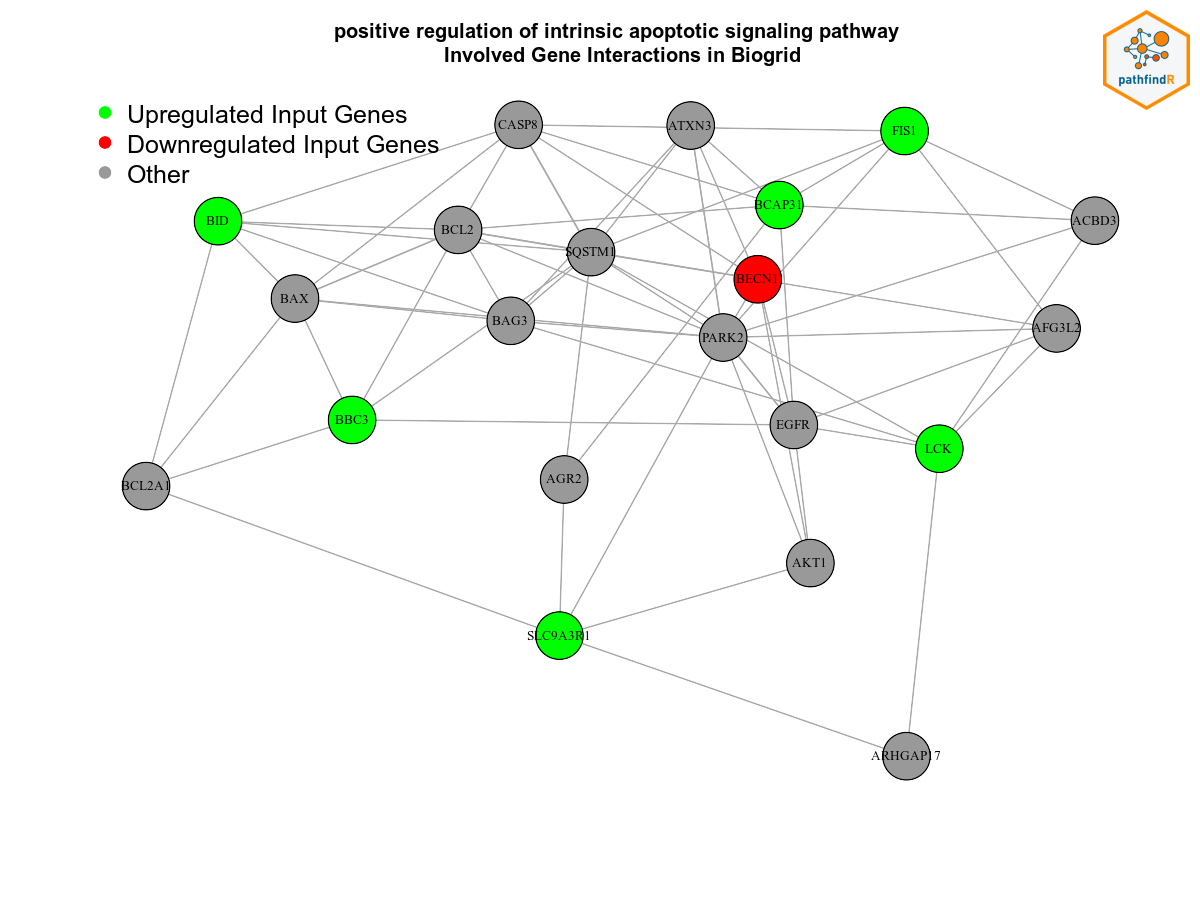 positive regulation of intrinsic apoptotic signaling pathway
Involved Gene Interactions in Biogrid
pathfindR
Upregulated Input Genes
Downregulated Input Genes
Other
CASP8
ATXN3
FIS1
BCAP31
BID
ACBD3
BCL2
SQSTM1
BECN1
BAX
BAG3
AFG3L2
PARK2
BBC3
EGFR
LCK
AGR2
BCL2A1
AKT1
SLC9A3R1
ARHGAP17